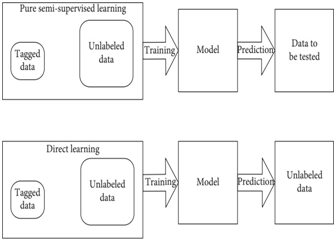 Pure semi-supervised learning
Tagged
data
Unlabeled
data
Training
Model
Prediction
Data to
be tested
Direct learning
Tagged
data
Unlabeled
data
Training
Model
Prediction
Unlabeled
data